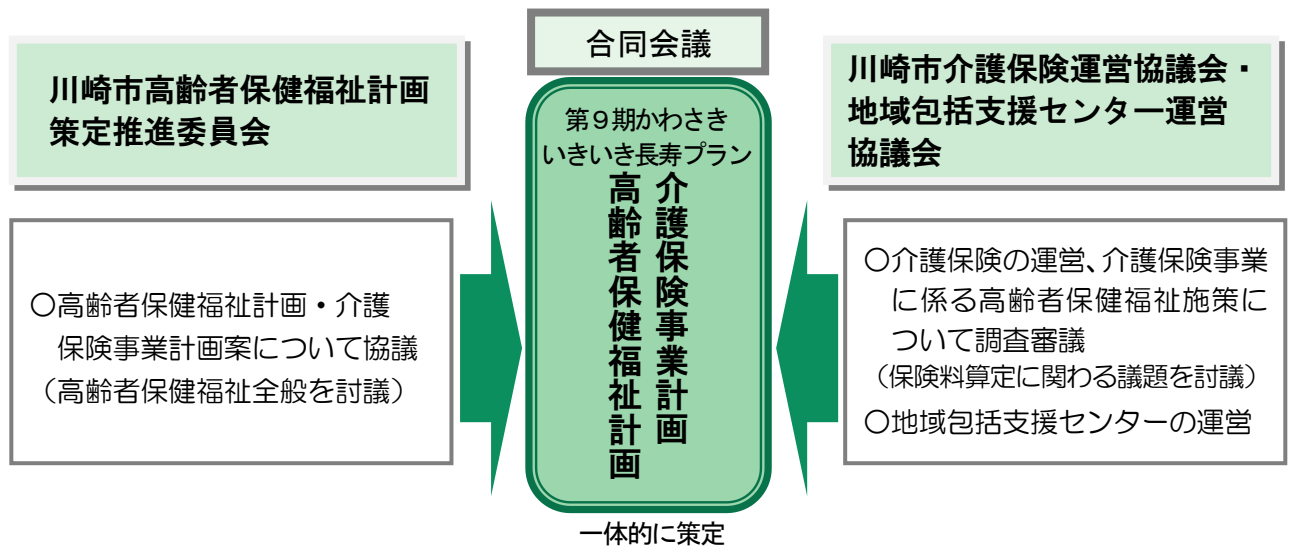 合同会議
川崎市高齢者保健福祉計画
策定推進委員会
○高齢者保健福祉計画・介護
保険事業計画案について協議
（高齢者保健福祉全般を討議）
第９期かわさき
いきいき長寿プラン
介護保険事業計画
高齢者保健福祉計画
一体的に策定
川崎市介護保険運営協議会・
地域包括支援センター運営
協議会
○介護保険の運営、介護保険事業
に係る高齢者保健福祉施策に
ついて調査審議
（保険料算定に関わる議題を討議）
○地域包括支援センターの運営